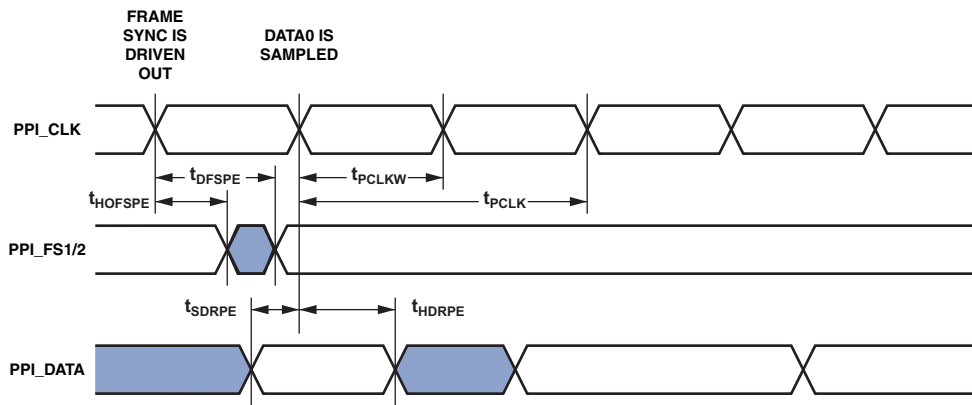 FRAME
SYNC IS
DRIVEN
OUT
DATA0 IS
SAMPLED
PPI_CLK
tDFSPE
tPCLKW
tHOFSPE
tPCLK
PPI_FS1/2
tSDRPE
tHDRPE
PPI_DATA